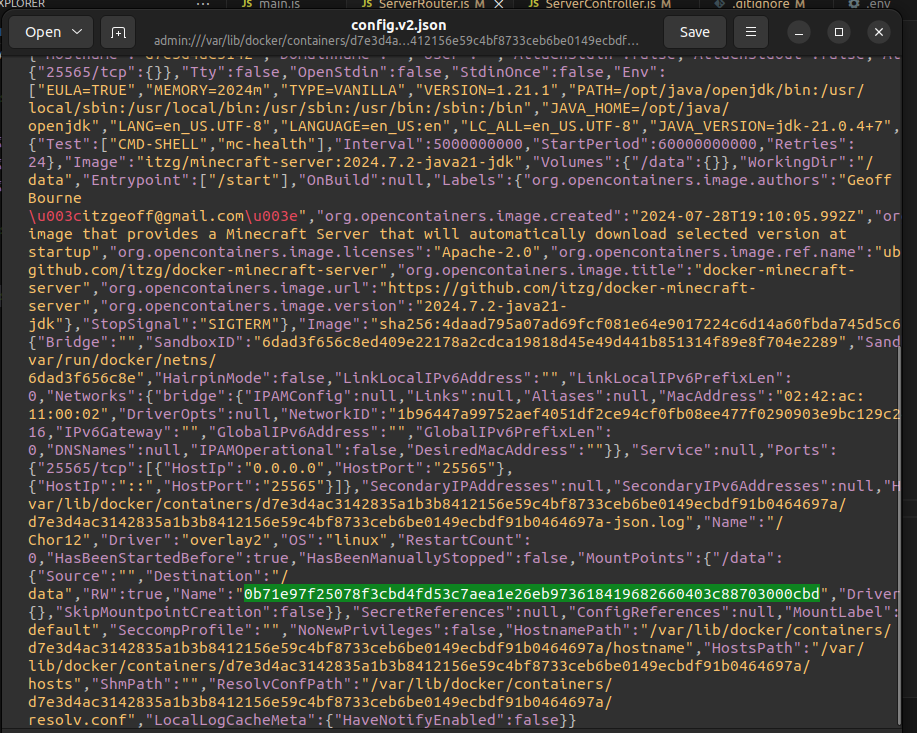 XPLORER ... JS main.js JS ServerRouter.js M JS ServerController.js M .gitignore M .env
Open
config.v2.json
admin:///var/lib/docker/containers/d7e3d4a…412156e59c4bf8733ceb6be0149ecbdf…
Save
{"25565/tcp":{}},"Tty":false,"OpenStdin":false,"StdinOnce":false,"Env":
["EULA=TRUE","MEMORY=2024m","TYPE=VANILLA","VERSION=1.21.1","PATH=/opt/java/openjdk/bin:/usr/
local/sbin:/usr/local/bin:/usr/sbin:/usr/bin:/sbin:/bin","JAVA_HOME=/opt/java/
openjdk","LANG=en_US.UTF-8","LANGUAGE=en_US:en","LC_ALL=en_US.UTF-8","JAVA_VERSION=jdk-21.0.4+7",
{"Test":["CMD-SHELL","mc-health"],"Interval":5000000000,"StartPeriod":60000000000,"Retries":
24},"Image":"itzg/minecraft-server:2024.7.2-java21-jdk","Volumes":{"/data":{}},"WorkingDir":"/
data","Entrypoint":["/start"],"OnBuild":null,"Labels":{"org.opencontainers.image.authors":"Geoff
Bourne
\u003citzgeoff@gmail.com\u003e","org.opencontainers.image.created":"2024-07-28T19:10:05.992Z","or
image that provides a Minecraft Server that will automatically download selected version at
startup","org.opencontainers.image.licenses":"Apache-2.0","org.opencontainers.image.ref.name":"ub
github.com/itzg/docker-minecraft-server","org.opencontainers.image.title":"docker-minecraft-
server","org.opencontainers.image.url":"https://github.com/itzg/docker-minecraft-
server","org.opencontainers.image.version":"2024.7.2-java21-
jdk"},"StopSignal":"SIGTERM"},"Image":"sha256:4daad795a07ad69fcf081e64e9017224c6d14a60fbda745d5c6
{"Bridge":"","SandboxID":"6dad3f656c8ed409e22178a2cdca19818d45e49d441b851314f89e8f704e2289","Sand
var/run/docker/netns/
6dad3f656c8e","HairpinMode":false,"LinkLocalIPv6Address":"","LinkLocalIPv6PrefixLen":
0,"Networks":{"bridge":{"IPAMConfig":null,"Links":null,"Aliases":null,"MacAddress":"02:42:ac:
11:00:02","DriverOpts":null,"NetworkID":"1b96447a99752aef4051df2ce94cf0fb08ee477f0290903e9bc129c2
16,"IPv6Gateway":"","GlobalIPv6Address":"","GlobalIPv6PrefixLen":
0,"DNSNames":null,"IPAMOperational":false,"DesiredMacAddress":""}},"Service":null,"Ports":
{"25565/tcp":[{"HostIp":"0.0.0.0","HostPort":"25565"},
{"HostIp":"::","HostPort":"25565"}]},"SecondaryIPAddresses":null,"SecondaryIPv6Addresses":null,"H
var/lib/docker/containers/d7e3d4ac3142835a1b3b8412156e59c4bf8733ceb6be0149ecbdf91b0464697a/
d7e3d4ac3142835a1b3b8412156e59c4bf8733ceb6be0149ecbdf91b0464697a-json.log","Name":"/
Chor12","Driver":"overlay2","OS":"linux","RestartCount":
0,"HasBeenStartedBefore":true,"HasBeenManuallyStopped":false,"MountPoints":{"/data":
{"Source":"","Destination":"/
data","RW":true,"Name":"0b71e97f25078f3cbd4fd53c7aea1e26eb973618419682660403c88703000cbd","Driver
{},"SkipMountpointCreation":false}},"SecretReferences":null,"ConfigReferences":null,"MountLabel":
default","SeccompProfile":"","NoNewPrivileges":false,"HostnamePath":"/var/lib/docker/containers/
d7e3d4ac3142835a1b3b8412156e59c4bf8733ceb6be0149ecbdf91b0464697a/hostname","HostsPath":"/var/
lib/docker/containers/d7e3d4ac3142835a1b3b8412156e59c4bf8733ceb6be0149ecbdf91b0464697a/
hosts","ShmPath":"","ResolvConfPath":"/var/lib/docker/containers/
d7e3d4ac3142835a1b3b8412156e59c4bf8733ceb6be0149ecbdf91b0464697a/
resolv.conf","LocalLogCacheMeta":{"HaveNotifyEnabled":false}}